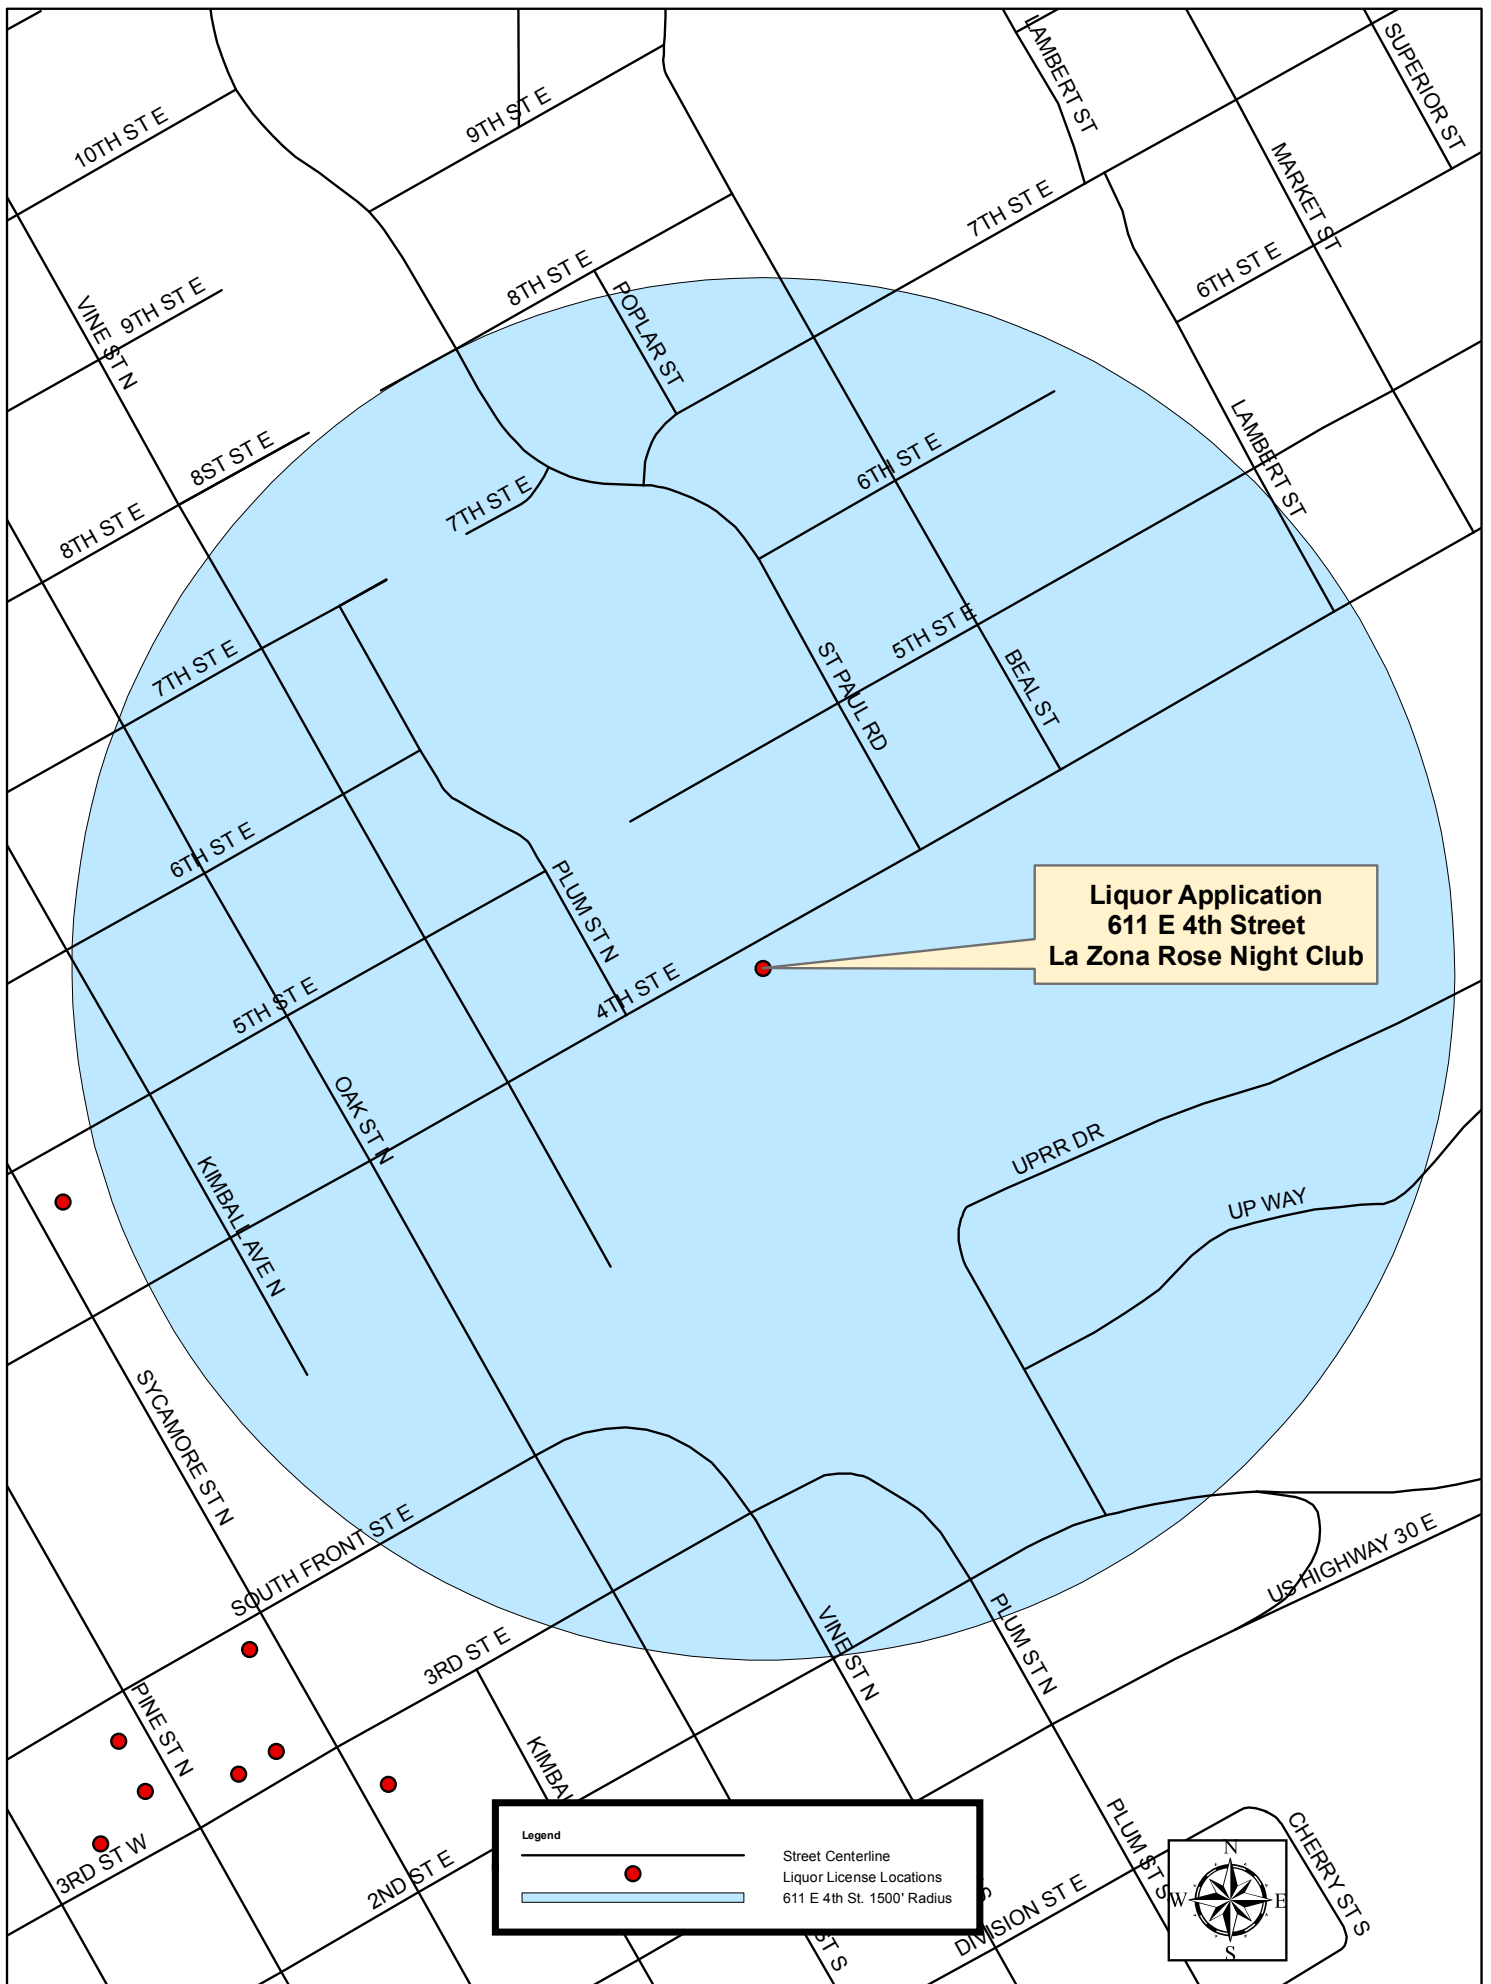 LAMBERT ST
SUPERIOR ST
10TH ST E
9TH ST E
MARKET ST
7TH ST E
6TH ST E
8TH ST E
9TH ST E
VINE ST N
POPLAR ST
LAMBERT ST
8ST ST E
6TH ST E
7TH ST E
8TH ST E
5TH ST E
7TH ST E
ST PAUL RD
BEAL ST
6TH ST E
PLUM ST N
Liquor Application
611 E 4th Street
La Zona Rose Night Club
4TH ST E
5TH ST E
OAK ST N
UPRR DR
KIMBALL AVE N
UP WAY
SYCAMORE ST N
SOUTH FRONT ST E
US HIGHWAY 30 E
3RD ST E
VINE ST N
PLUM ST N
PINE ST N
KIMBAL
3RD ST W
2ND ST E
PLUM ST S
CHERRY ST S
DIVISION ST E
S
ST S
Legend
Street Centerline
Liquor License Locations
611 E 4th St. 1500' Radius
N
W E
S